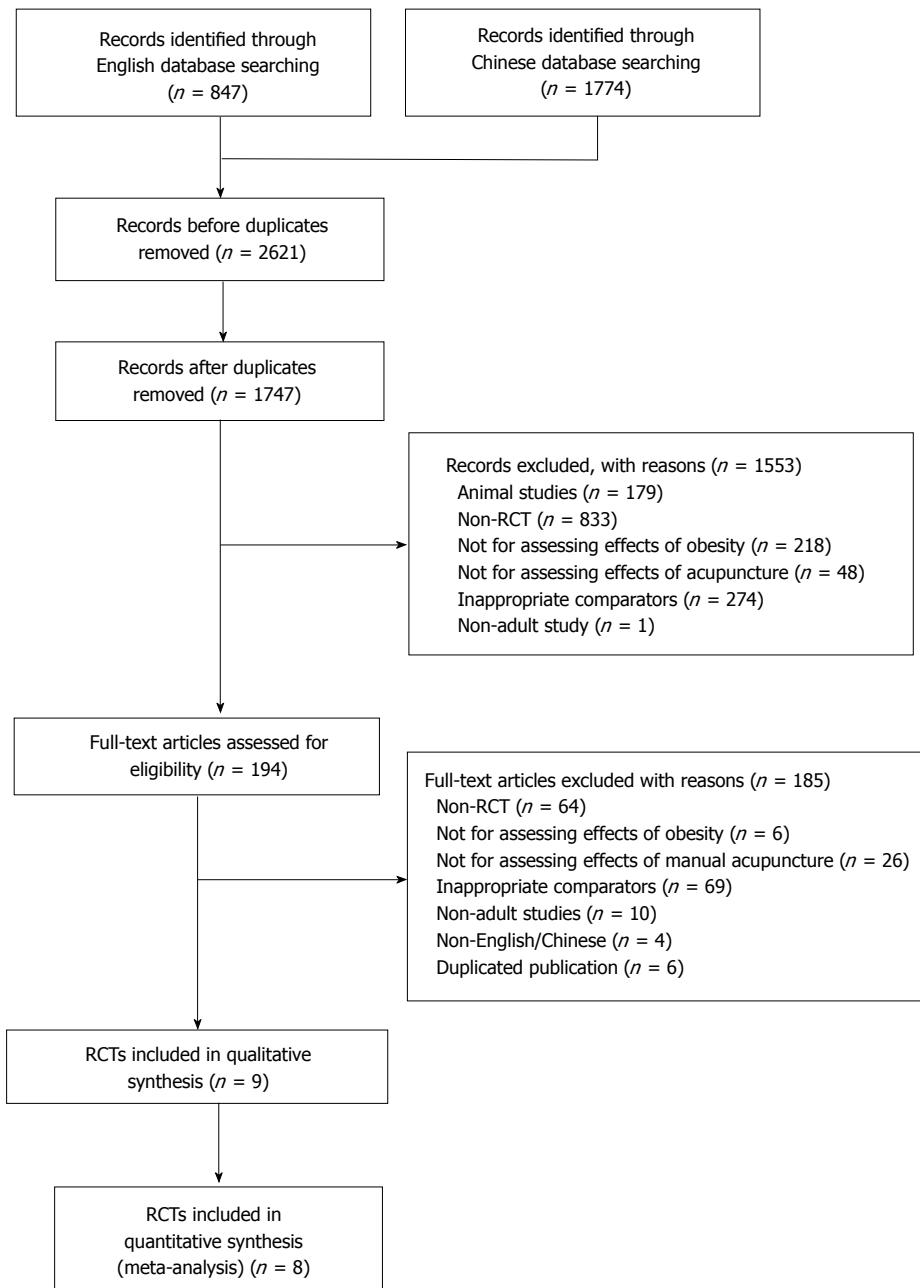 Records identified through
English database searching
(n = 847)
Records identified through
Chinese database searching
(n = 1774)
Records before duplicates
removed (n = 2621)
Records after duplicates
removed (n = 1747)
Records excluded, with reasons (n = 1553)
Animal studies (n = 179)
Non-RCT (n = 833)
Not for assessing effects of obesity (n = 218)
Not for assessing effects of acupuncture (n = 48)
Inappropriate comparators (n = 274)
Non-adult study (n = 1)
Full-text articles assessed for
eligibility (n = 194)
Full-text articles excluded with reasons (n = 185)
Non-RCT (n = 64)
Not for assessing effects of obesity (n = 6)
Not for assessing effects of manual acupuncture (n = 26)
Inappropriate comparators (n = 69)
Non-adult studies (n = 10)
Non-English/Chinese (n = 4)
Duplicated publication (n = 6)
RCTs included in qualitative
synthesis (n = 9)
RCTs included in
quantitative synthesis
(meta-analysis) (n = 8)